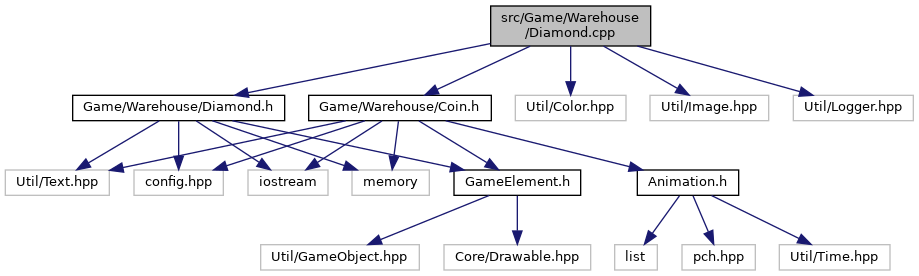 src/Game/Warehouse
/Diamond.cpp
Game/Warehouse/Diamond.h
Game/Warehouse/Coin.h
Util/Color.hpp
Util/Image.hpp
Util/Logger.hpp
Util/Text.hpp
config.hpp
iostream
memory
GameElement.h
Animation.h
Util/GameObject.hpp
Core/Drawable.hpp
list
pch.hpp
Util/Time.hpp